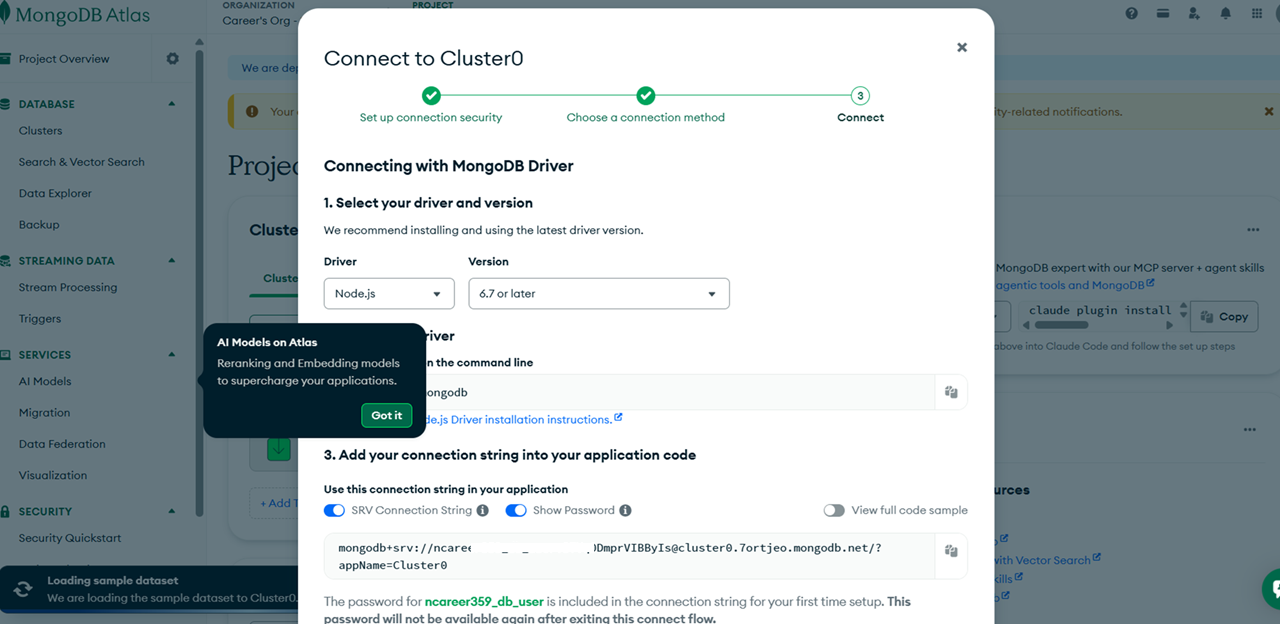 MongoDB Atlas
ORGANIZATION
Career's Org -
PROJECT
Project Overview
DATABASE
Clusters
Search & Vector Search
Data Explorer
Backup
STREAMING DATA
Stream Processing
Triggers
SERVICES
AI Models
Migration
Data Federation
Visualization
SECURITY
Security Quickstart
Loading sample dataset
We are loading the sample dataset to Cluster0.
AI Models on Atlas
Reranking and Embedding models
to supercharge your applications.
Got it
We are
Your
ity-related notifications.
+ Add
Connect to Cluster0
Set up connection security
Choose a connection method
3
Connect
Connecting with MongoDB Driver
1. Select your driver and version
We recommend installing and using the latest driver version.
Driver
Version
Node.js
6.7 or later
river
n the command line
ongodb
de.js Driver installation instructions.
3. Add your connection string into your application code
Use this connection string in your application
SRV Connection String
Show Password
View full code sample
mongodb+srv://ncaree DmprVIBByIs@cluster0.7ortjeo.mongodb.net/?
appName=Cluster0
The password for ncareer359_db_user is included in the connection string for your first time setup. This
password will not be available again after exiting this connect flow.
MongoDB expert with our MCP server + agent skills
agentic tools and MongoDB
claude plugin install
Copy
above into Claude Code and follow the set up steps
urces
with Vector Search
kills